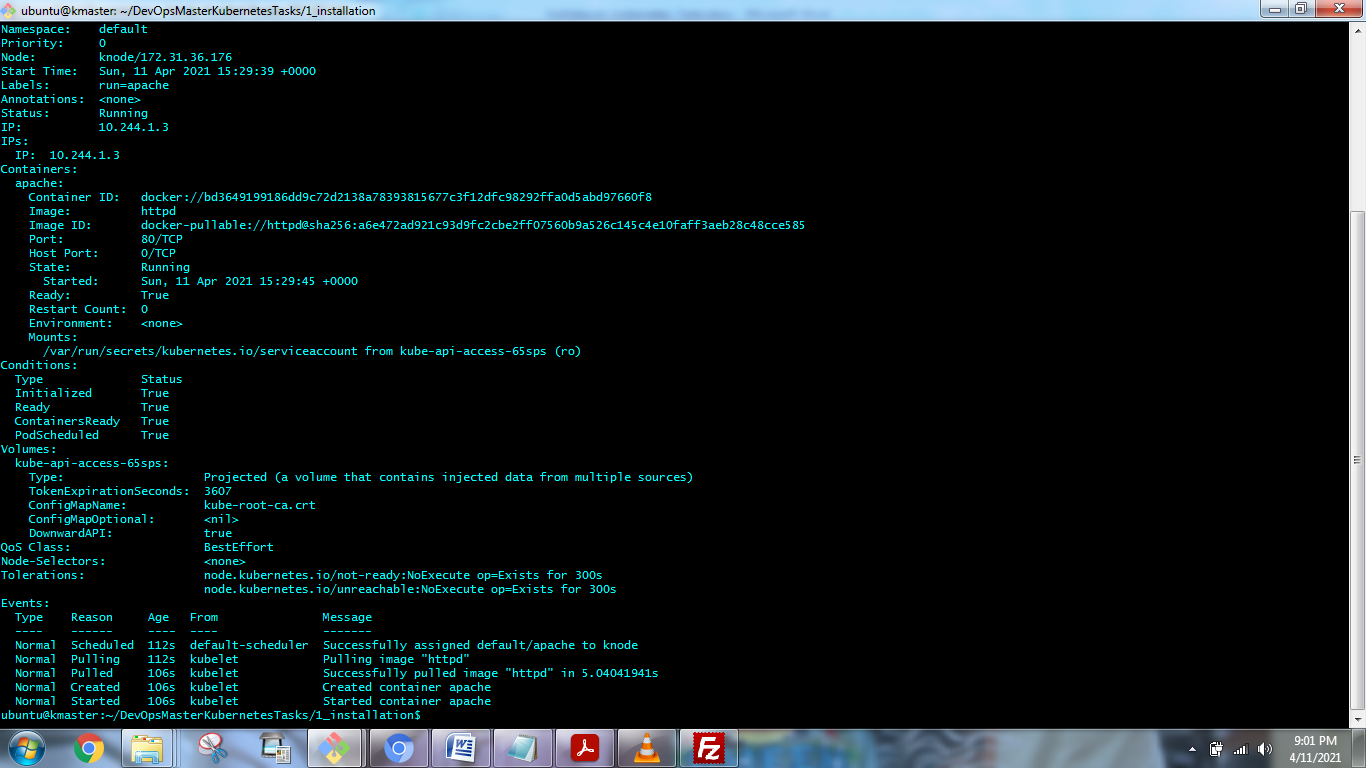 ubuntu@kmaster: ~/DevOpsMasterKubernetesTasks/1_installation
Namespace:    default
Priority:     0
Node:         knode/172.31.36.176
Start Time:   Sun, 11 Apr 2021 15:29:39 +0000
Labels:       run=apache
Annotations:  <none>
Status:       Running
IP:           10.244.1.3
IPs:
  IP:  10.244.1.3
Containers:
  apache:
    Container ID:   docker://bd3649199186dd9c72d2138a78393815677c3f12dfc98292ffa0d5abd97660f8
    Image:          httpd
    Image ID:       docker-pullable://httpd@sha256:a6e472ad921c93d9fc2cbe2ff07560b9a526c145c4e10faff3aeb28c48cce585
    Port:           80/TCP
    Host Port:      0/TCP
    State:          Running
      Started:      Sun, 11 Apr 2021 15:29:45 +0000
    Ready:          True
    Restart Count:  0
    Environment:    <none>
    Mounts:
      /var/run/secrets/kubernetes.io/serviceaccount from kube-api-access-65sps (ro)
Conditions:
  Type              Status
  Initialized       True
  Ready             True
  ContainersReady   True
  PodScheduled      True
Volumes:
  kube-api-access-65sps:
    Type:                    Projected (a volume that contains injected data from multiple sources)
    TokenExpirationSeconds:  3607
    ConfigMapName:           kube-root-ca.crt
    ConfigMapOptional:       <nil>
    DownwardAPI:             true
QoS Class:                   BestEffort
Node-Selectors:              <none>
Tolerations:                 node.kubernetes.io/not-ready:NoExecute op=Exists for 300s
                             node.kubernetes.io/unreachable:NoExecute op=Exists for 300s
Events:
  Type    Reason     Age   From               Message
  ----    ------     ----  ----               -------
  Normal  Scheduled  112s  default-scheduler  Successfully assigned default/apache to knode
  Normal  Pulling    112s  kubelet            Pulling image "httpd"
  Normal  Pulled     106s  kubelet            Successfully pulled image "httpd" in 5.04041941s
  Normal  Created    106s  kubelet            Created container apache
  Normal  Started    106s  kubelet            Started container apache
ubuntu@kmaster:~/DevOpsMasterKubernetesTasks/1_installation$
9:01 PM
4/11/2021